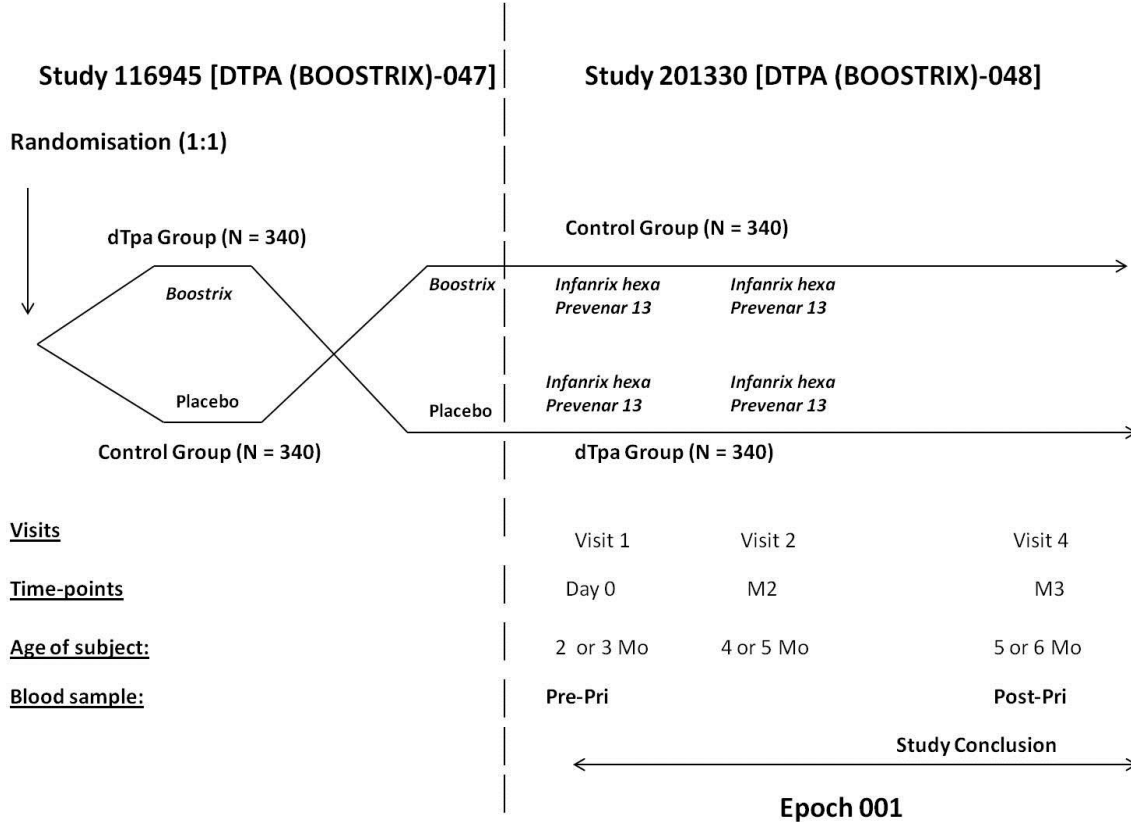 Study 116945 [DTPA (BOOSTRIX)-047]
Study 201330 [DTPA (BOOSTRIX)-048]
Randomisation (1:1)
dTpa Group (N = 340)
Control Group (N = 340)
Boostrix
Boostrix
Infanrix hexa
Prevenar 13
Infanrix hexa
Prevenar 13
Placebo
Placebo
Infanrix hexa
Prevenar 13
Infanrix hexa
Prevenar 13
Control Group (N = 340)
dTpa Group (N = 340)
Visits
Visit 1
Visit 2
Visit 4
Time-points
Day 0
M2
M3
Age of subject:
2 or 3 Mo
4 or 5 Mo
5 or 6 Mo
Blood sample:
Pre-Pri
Post-Pri
Study Conclusion
Epoch 001